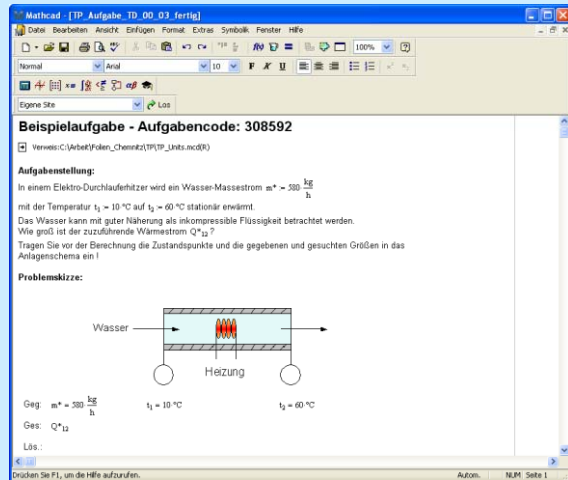 Mathcad - [TP_Aufgabe_TD_00_03_fertig]
Datei Bearbeiten Ansicht Einfügen Format Extras Symbolik Fenster Hilfe
100%
Normal Arial 10 F K U
Eigene Site Los
Beispielaufgabe - Aufgabencode: 308592
Verweis:C:\Arbeit\Folien_Chemnitz\TP\TP_Units.mcd(R)
Aufgabenstellung:
In einem Elektro-Durchlauferhitzer wird ein Wasser-Massestrom m* := 580· kg/h
mit der Temperatur t₁ := 10·°C auf t₂ := 60·°C stationär erwärmt.
Das Wasser kann mit guter Näherung als inkompressible Flüssigkeit betrachtet werden.
Wie groß ist der zuzuführende Wärmestrom Q*₁₂ ?
Tragen Sie vor der Berechnung die Zustandspunkte und die gegebenen und gesuchten Größen in das
Anlagenschema ein !
Problemskizze:
Wasser
Heizung
Geg: m* = 580· kg/h t₁ = 10·°C t₂ = 60·°C
Ges: Q*₁₂
Lös.:
Drücken Sie F1, um die Hilfe aufzurufen. Autom. NUM Seite 1